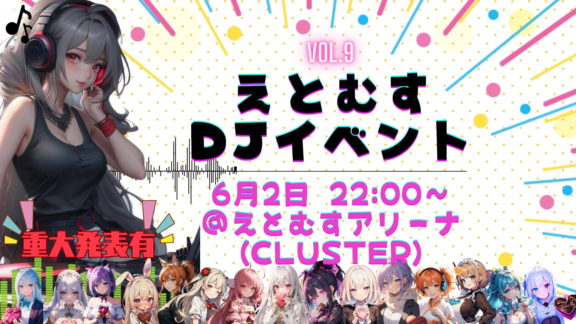 VOL.9
えとむす
DJイベント
6月2日 22:00～
@えとむすアリーナ
(CLUSTER)
重大発表有